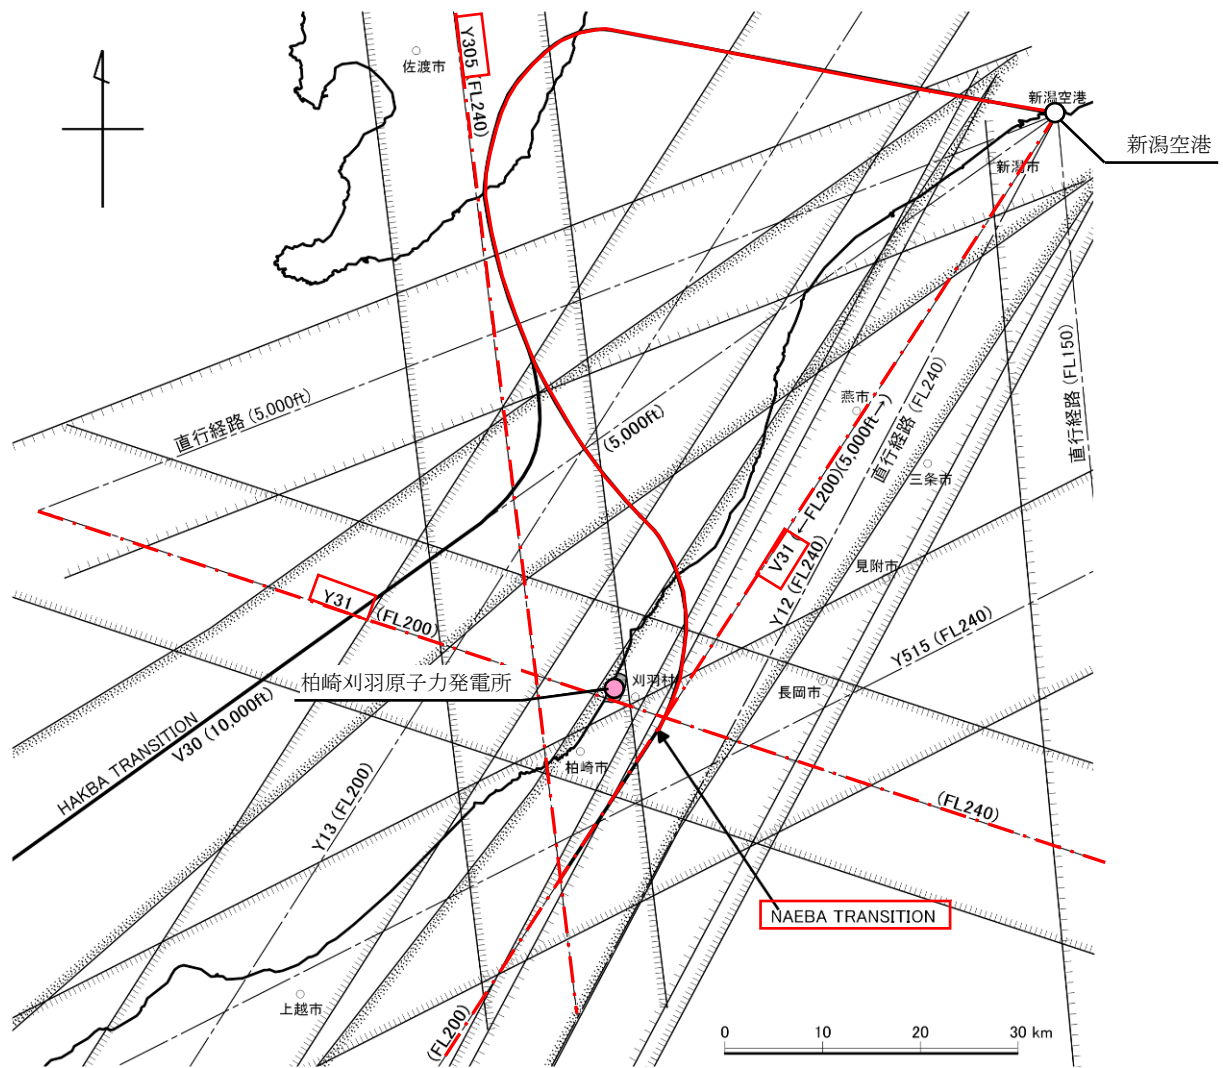 佐渡市
Y305 (FL240)
新潟空港
新潟空港
新潟市
直行経路 (5,000ft)
(5,000ft)
燕市
V31 (←FL200)(5,000ft→)
直行経路 (FL240)
直行経路 (FL150)
三条市
見附市
Y12 (FL240)
Y515 (FL240)
Y31 (FL200)
柏崎刈羽原子力発電所
刈羽村
長岡市
HAKBA TRANSITION
V30 (10,000ft)
柏崎市
Y13 (FL200)
(FL240)
NAEBA TRANSITION
上越市
(FL200)
0 10 20 30 km